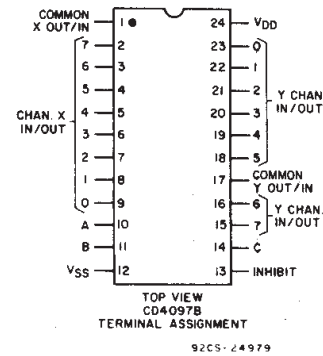 COMMON
X OUT/IN 1 24 VDD
7 2 23 0
6 3 22 1
5 4 21 2
4 5 20 3
3 6 19 4
2 7 18 5
1 8 17 COMMON
Y OUT/IN
0 9 16 6
A 10 15 7
B 11 14 C
VSS 12 13 INHIBIT
CHAN. X
IN/OUT
Y CHAN
IN/OUT
Y CHAN.
IN/OUT
TOP VIEW
CD4097B
TERMINAL ASSIGNMENT
92CS-24979